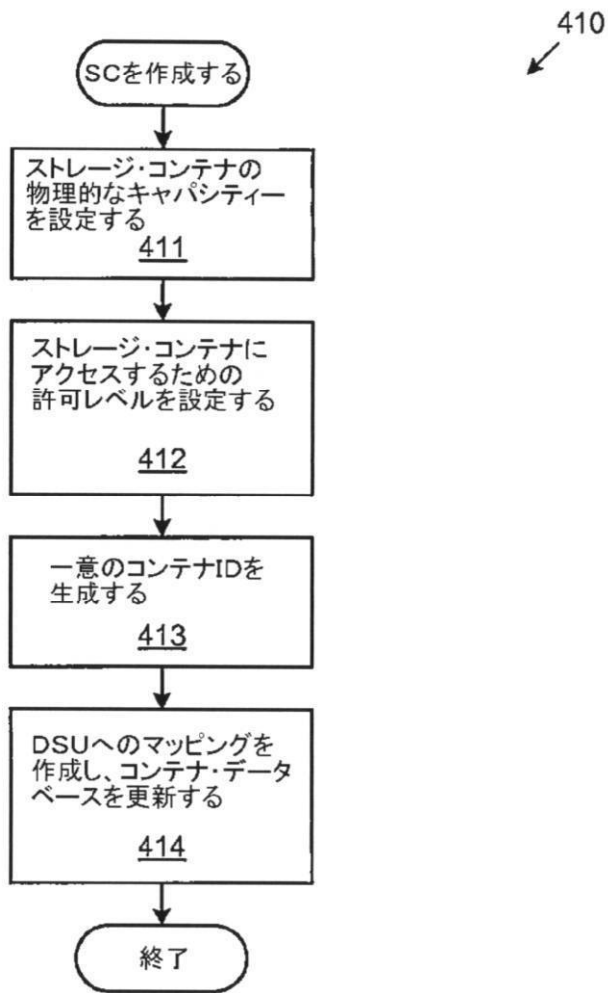 410
SCを作成する
ストレージ・コンテナの
物理的なキャパシティー
を設定する
411
ストレージ・コンテナに
アクセスするための
許可レベルを設定する
412
一意のコンテナIDを
生成する
413
DSUへのマッピングを
作成し、コンテナ・データ
ベースを更新する
414
終了